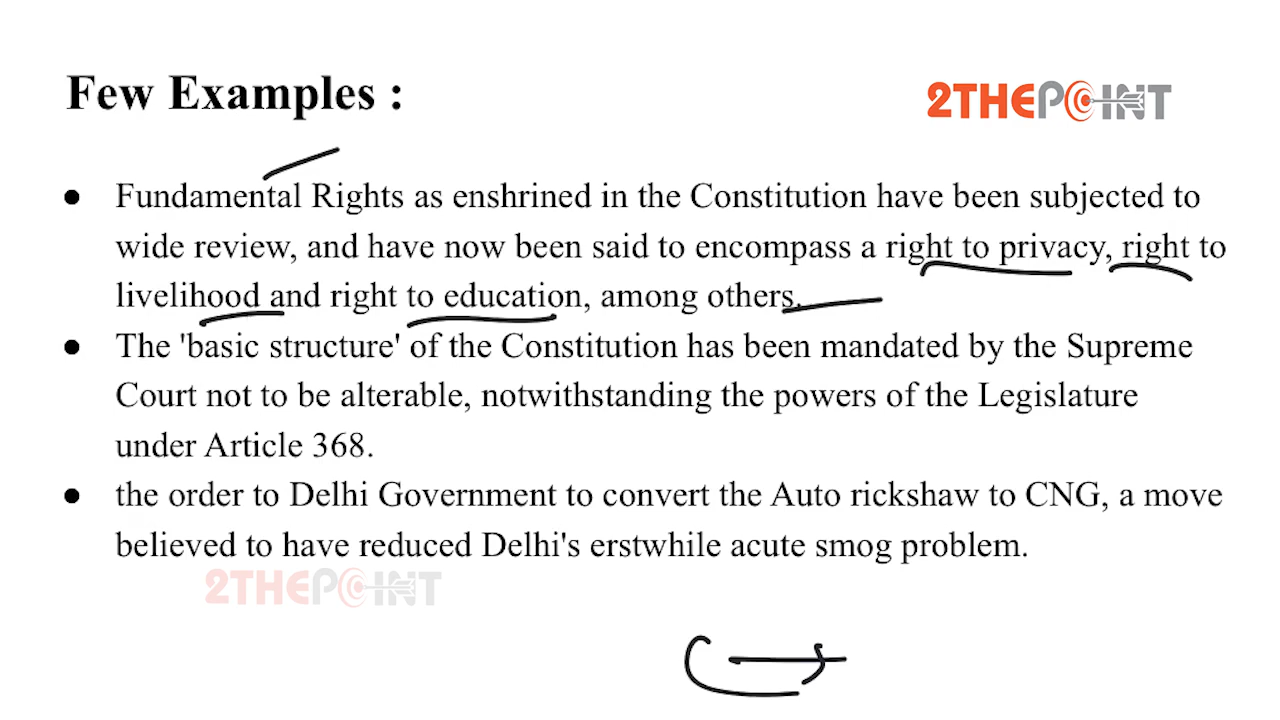 Few Examples :
2THEPOINT
● Fundamental Rights as enshrined in the Constitution have been subjected to
wide review, and have now been said to encompass a right to privacy, right to
livelihood and right to education, among others.
● The 'basic structure' of the Constitution has been mandated by the Supreme
Court not to be alterable, notwithstanding the powers of the Legislature
under Article 368.
● the order to Delhi Government to convert the Auto rickshaw to CNG, a move
believed to have reduced Delhi's erstwhile acute smog problem.
2THEPOINT